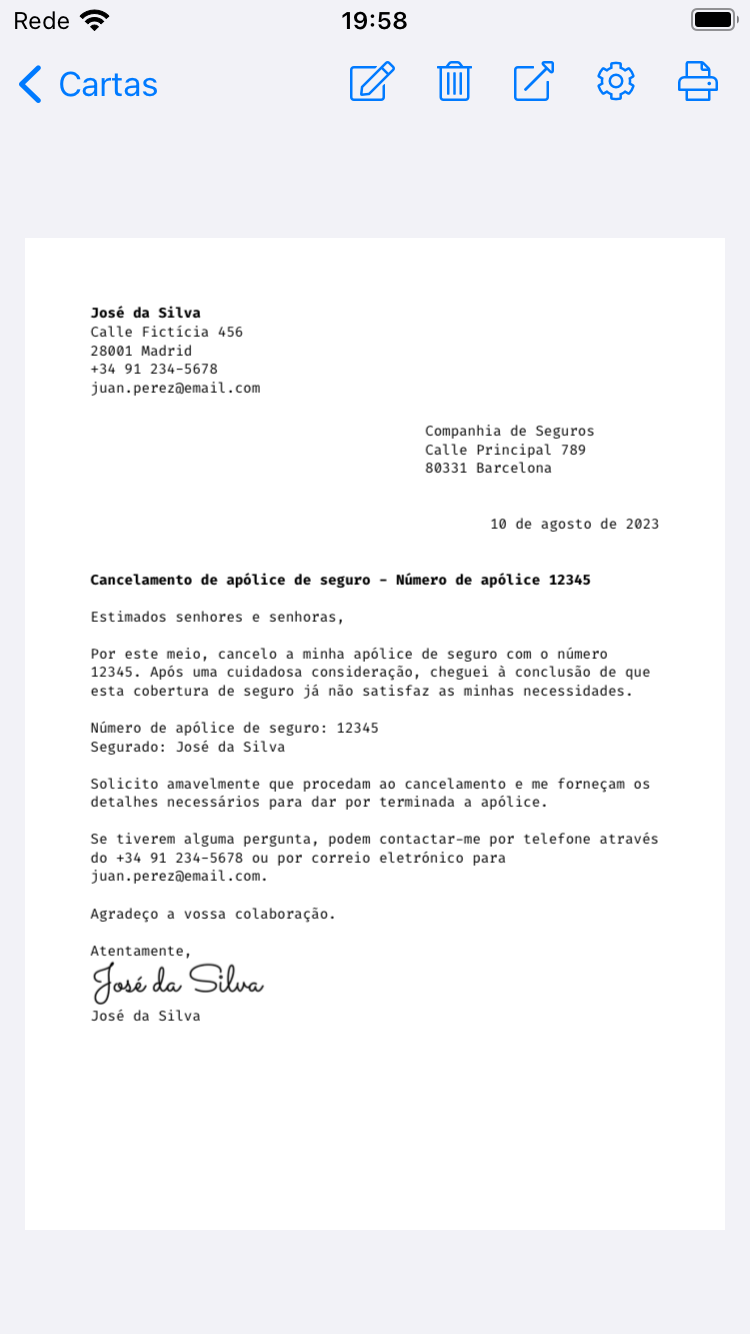 Rede
19:58
Cartas
José da Silva
Calle Fictícia 456
28001 Madrid
+34 91 234-5678
juan.perez@email.com
Companhia de Seguros
Calle Principal 789
80331 Barcelona
10 de agosto de 2023
Cancelamento de apólice de seguro - Número de apólice 12345
Estimados senhores e senhoras,
Por este meio, cancelo a minha apólice de seguro com o número
12345. Após uma cuidadosa consideração, cheguei à conclusão de que
esta cobertura de seguro já não satisfaz as minhas necessidades.
Número de apólice de seguro: 12345
Segurado: José da Silva
Solicito amavelmente que procedam ao cancelamento e me forneçam os
detalhes necessários para dar por terminada a apólice.
Se tiverem alguma pergunta, podem contactar-me por telefone através
do +34 91 234-5678 ou por correio eletrónico para
juan.perez@email.com.
Agradeço a vossa colaboração.
Atentamente,
José da Silva
José da Silva